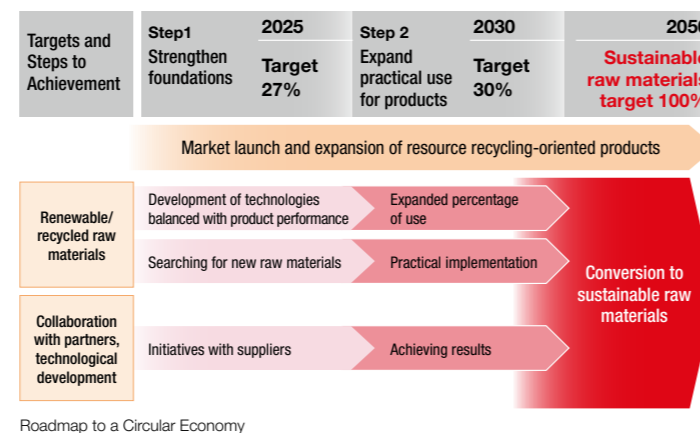 Targets and
Steps to
Achievement
Step1
Strengthen
foundations
2025
Target
27%
Step 2
Expand
practical use
for products
2030
Target
30%
Sustainable
raw materials
target 100%
Market launch and expansion of resource recycling-oriented products
Renewable/
recycled raw
materials
Development of technologies
balanced with product performance
Expanded percentage
of use
Searching for new raw materials
Practical implementation
Collaboration
with partners,
technological
development
Initiatives with suppliers
Achieving results
Conversion to
sustainable raw
materials
Roadmap to a Circular Economy